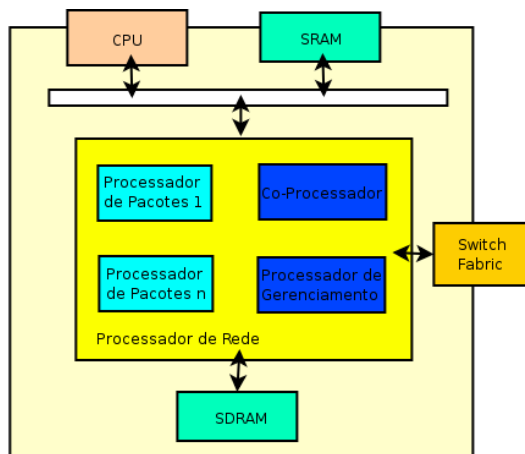 CPU
SRAM
Processador
de Pacotes 1
Co-Processador
Switch
Fabric
Processador
de Pacotes n
Processador de
Gerenciamento
Processador de Rede
SDRAM